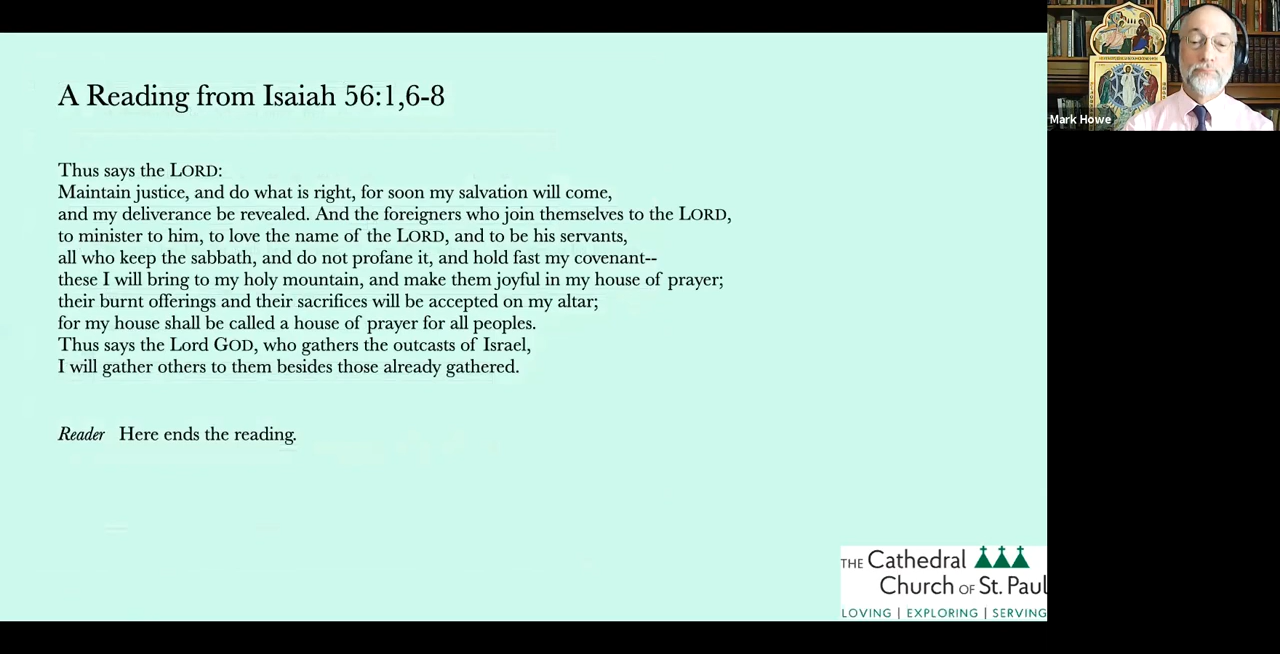 A Reading from Isaiah 56:1,6-8
Thus says the LORD:
Maintain justice, and do what is right, for soon my salvation will come,
and my deliverance be revealed. And the foreigners who join themselves to the LORD,
to minister to him, to love the name of the LORD, and to be his servants,
all who keep the sabbath, and do not profane it, and hold fast my covenant--
these I will bring to my holy mountain, and make them joyful in my house of prayer;
their burnt offerings and their sacrifices will be accepted on my altar;
for my house shall be called a house of prayer for all peoples.
Thus says the Lord GOD, who gathers the outcasts of Israel,
I will gather others to them besides those already gathered.
Reader Here ends the reading.
Mark Howe
THE Cathedral
Church OF St. Paul
LOVING | EXPLORING | SERVING